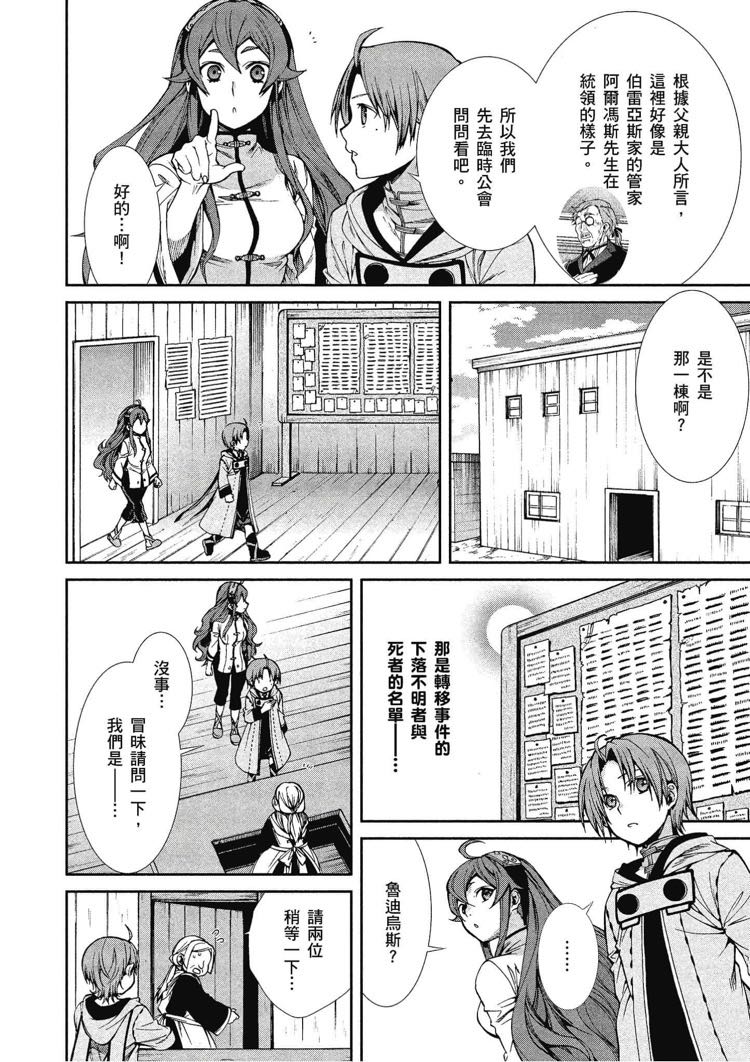 根據父親大人所言，
這裡好像是
伯雷亞斯家的管家
阿爾馮斯先生在
統領的樣子。
所以我們
先去臨時公會
問問看吧。
好的…啊！
是不是
那一棟啊？
那是轉移事件的
下落不明者與
死者的名單——…
……
魯迪烏斯？
沒事…
冒昧請問一下，
我們是——…
請兩位
稍等一下…